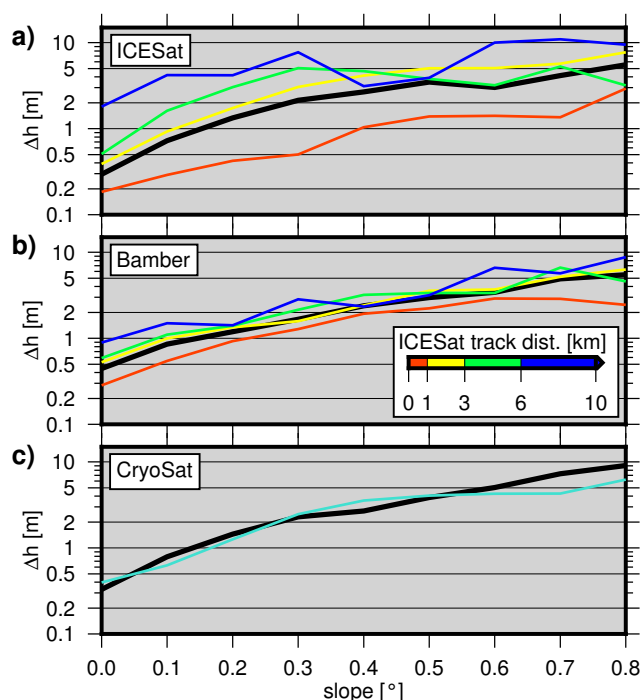 a)
ICESat
Δh [m]
10
5
2
1
0.5
0.2
0.1
b)
Bamber
Δh [m]
10
5
2
1
0.5
0.2
0.1
ICESat track dist. [km]
0 1 3 6 10
c)
CryoSat
Δh [m]
10
5
2
1
0.5
0.2
0.1
0.0 0.1 0.2 0.3 0.4 0.5 0.6 0.7 0.8
slope [°]